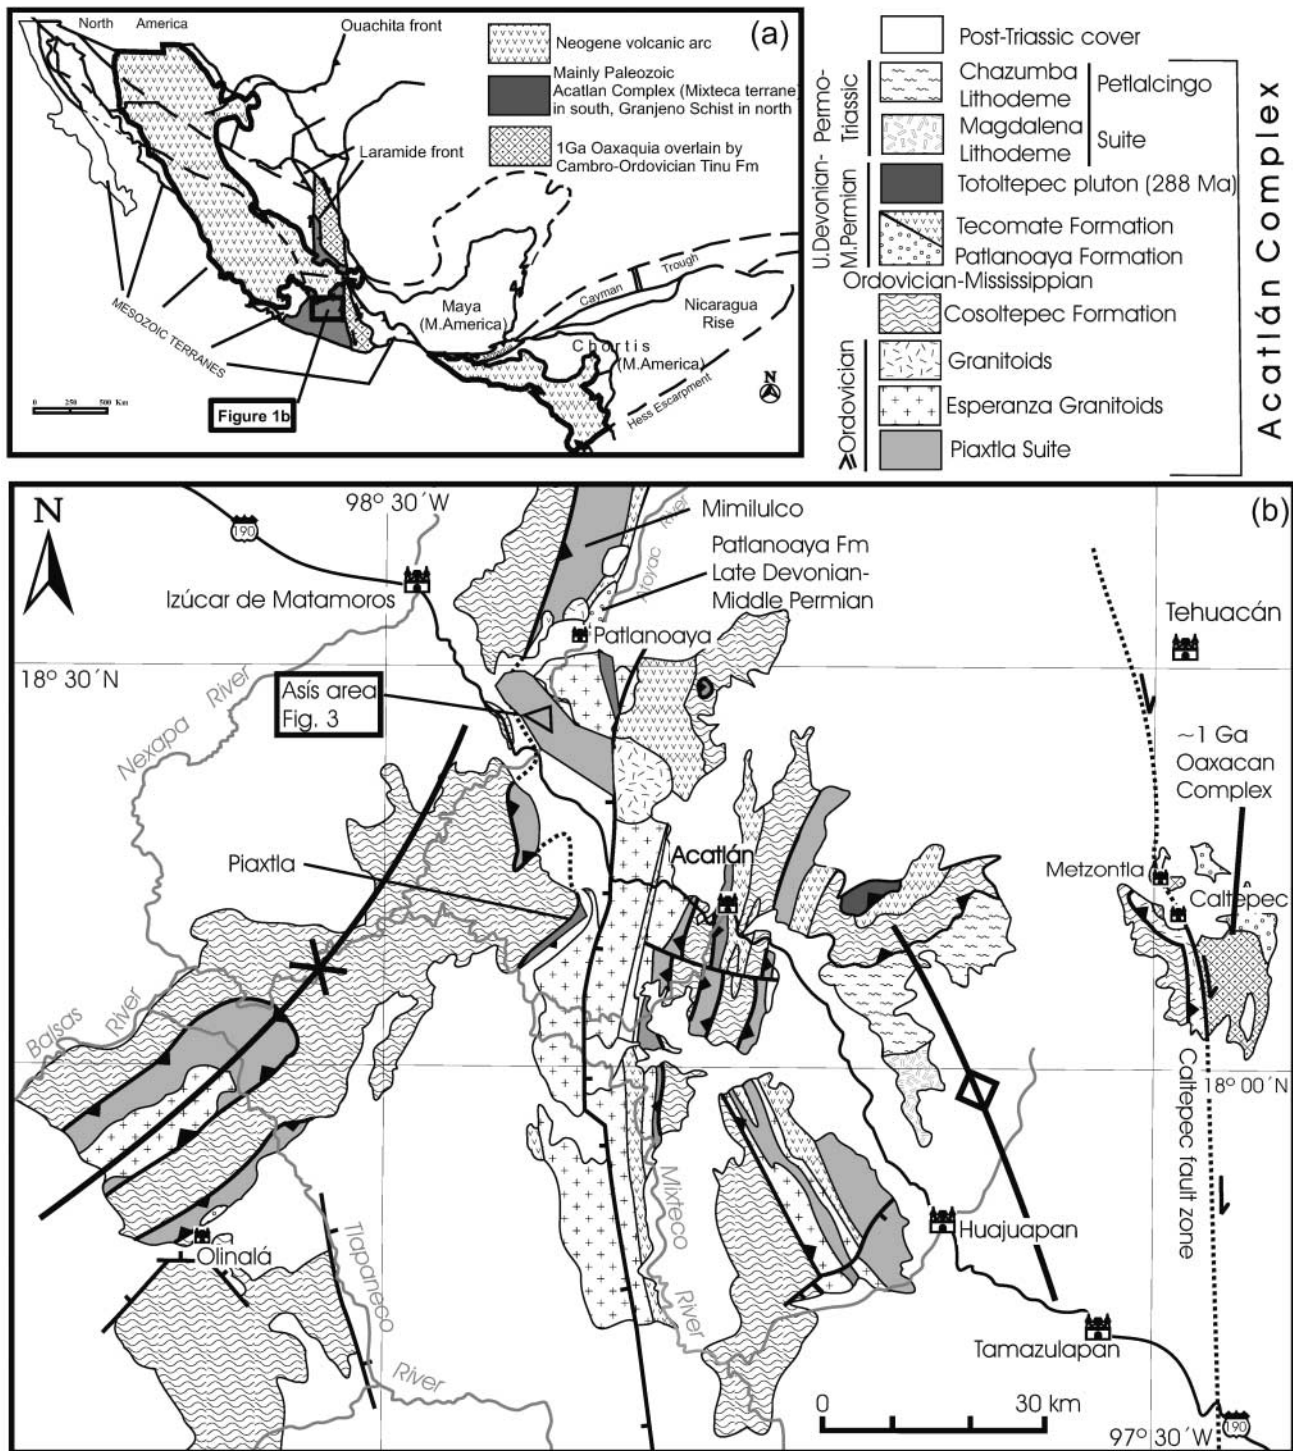 North America
Ouachita front
(a)
Neogene volcanic arc
Mainly Paleozoic
Acatlan Complex (Mixteca terrane
in south, Granjeno Schist in north
1Ga Oaxaquia overlain by
Cambro-Ordovician Tinu Fm
Laramide front
MESOZOIC TERRANES
Maya
(M.America)
Cayman Trough
Nicaragua
Rise
Chortis
(M.America)
Hess Escarpment
N
0 250 500 Km
Figure 1b
Post-Triassic cover
Permo-
Triassic
Chazumba
Lithodeme
Magdalena
Lithodeme
Petlalcingo
Suite
U.Devonian-
M.Permian
Totoltepec pluton (288 Ma)
Tecomate Formation
Patlanoaya Formation
Ordovician-Mississippian
Cosoltepec Formation
⩾Ordovician
Granitoids
Esperanza Granitoids
Piaxtla Suite
Acatlán Complex
(b)
N
98° 30´W
190
Izúcar de Matamoros
Mimilulco
Atoyac River
Patlanoaya Fm
Late Devonian-
Middle Permian
Patlanoaya
Tehuacán
18° 30´N
Nexapa River
Asís area
Fig. 3
~1 Ga
Oaxacan
Complex
Piaxtla
Acatlán
Metzontla
Caltepec
Balsas River
18° 00´N
Caltepec fault zone
Mixteco River
Huajuapan
Olinalá
Tlapaneco River
Tamazulapan
0 30 km
190
97° 30´W